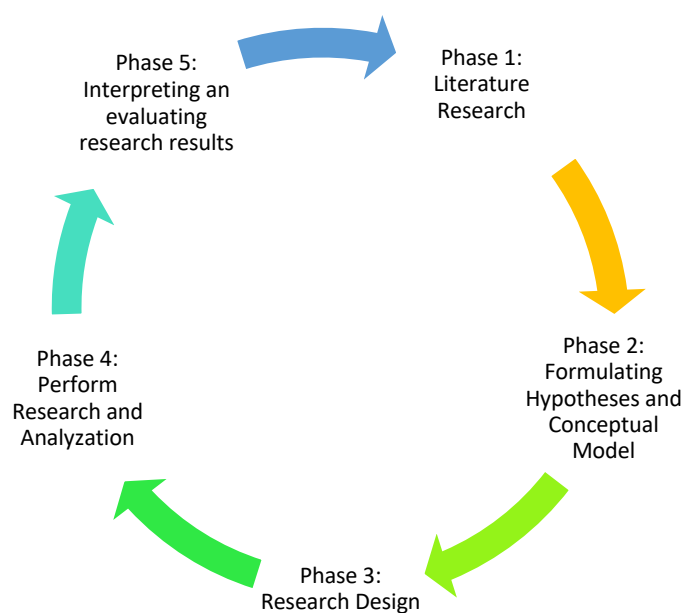 Phase 1:
Literature
Research
Phase 2:
Formulating
Hypotheses and
Conceptual
Model
Phase 3:
Research Design
Phase 4:
Perform
Research and
Analyzation
Phase 5:
Interpreting an
evaluating
research results